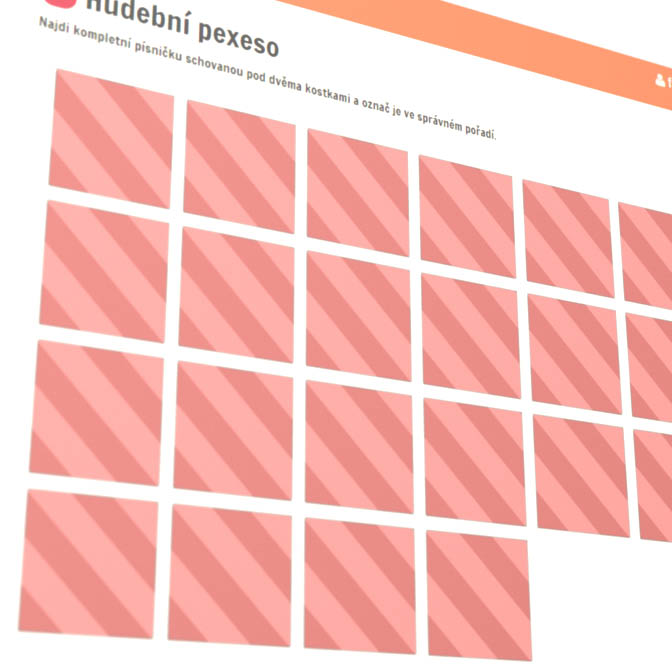 Hudební pexeso
Najdi kompletní písničku schovanou pod dvěma kostkami a označ je ve správném pořadí.